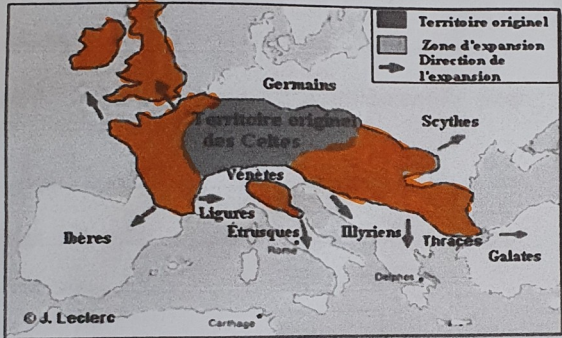 Territoire originel
Zone d'expansion
Direction de
l'expansion
Germains
Territoire originel
des Celtes
Scythes
Vénètes
Ligures
Étrusques
Illyriens
Thraces
Ibères
Rome
Galates
Delphes
© J. Leclerc
Carthage